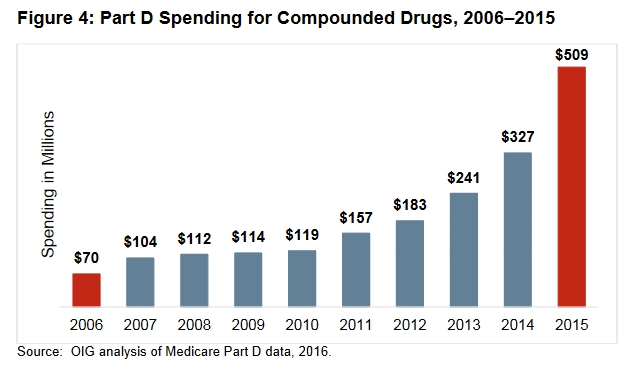 Figure 4: Part D Spending for Compounded Drugs, 2006–2015
Spending in Millions
$70
$104
$112
$114
$119
$157
$183
$241
$327
$509
2006 2007 2008 2009 2010 2011 2012 2013 2014 2015
Source: OIG analysis of Medicare Part D data, 2016.